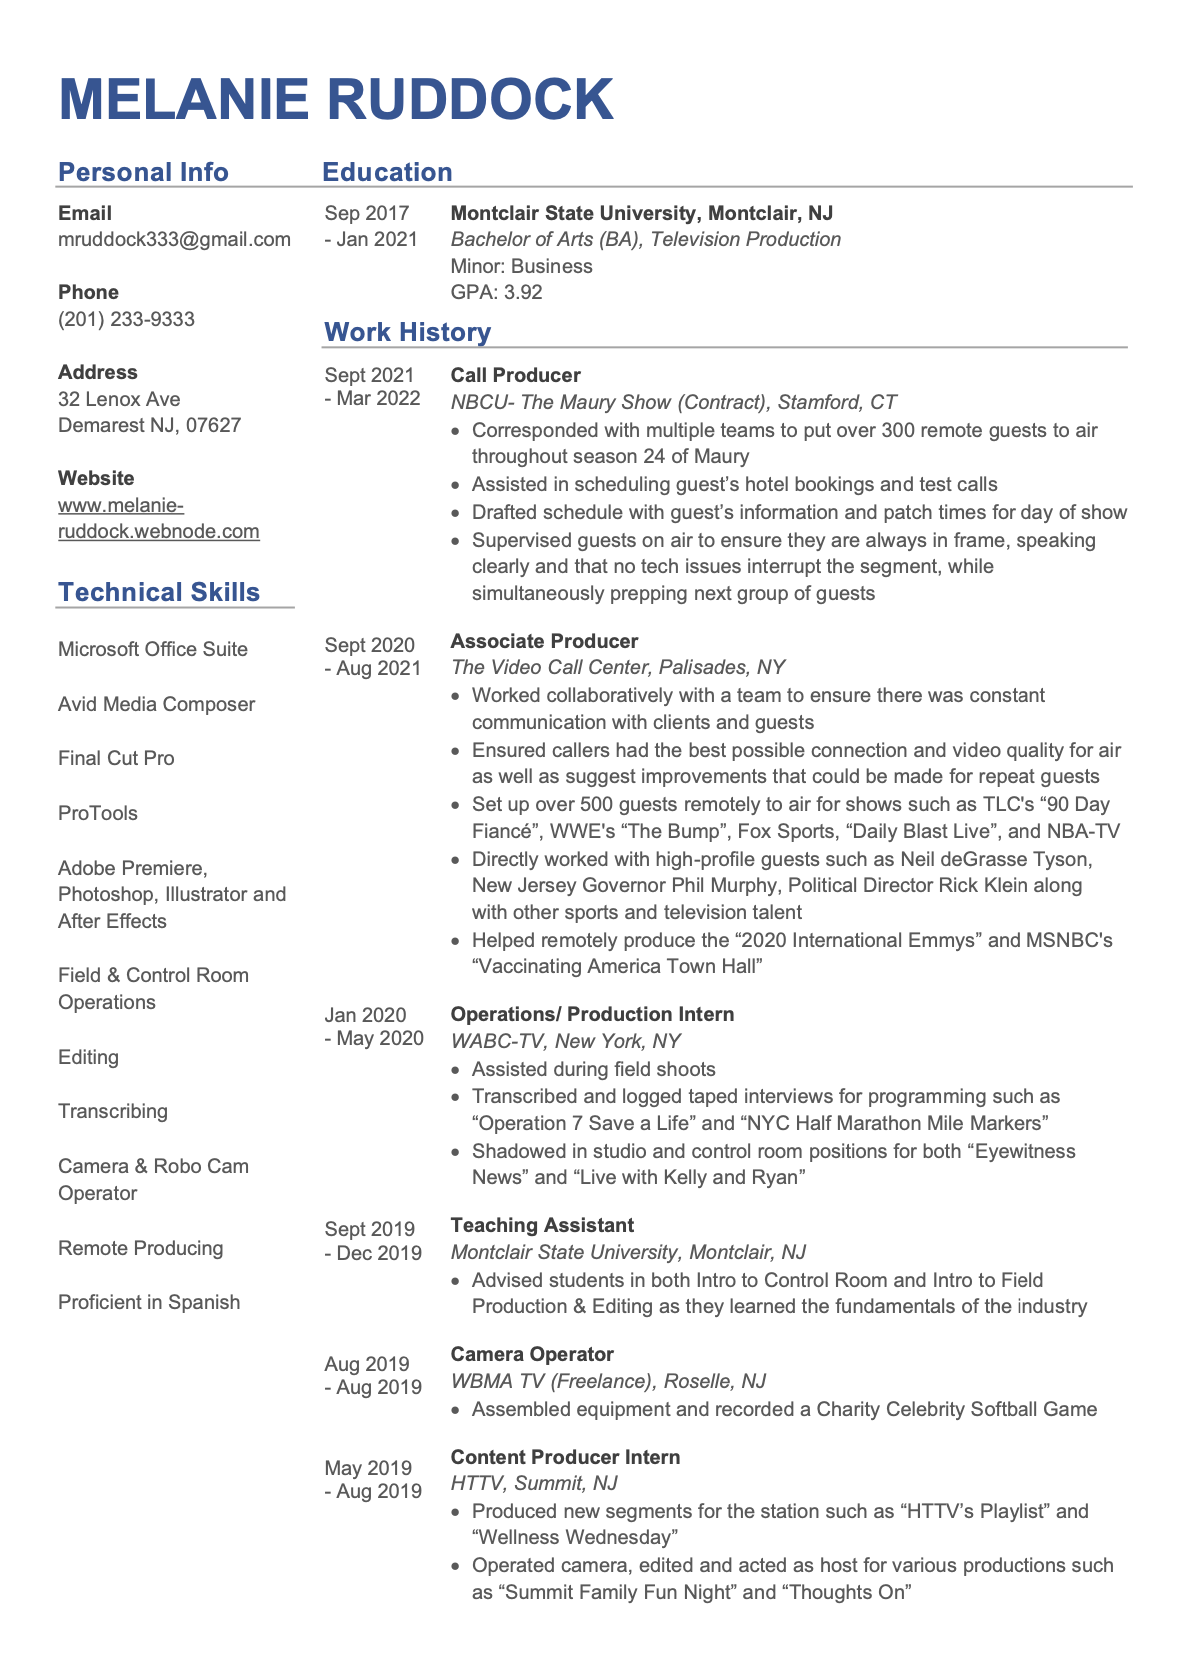 MELANIE RUDDOCK
Personal Info
Email
mruddock333@gmail.com
Phone
(201) 233-9333
Address
32 Lenox Ave
Demarest NJ, 07627
Website
www.melanie-
ruddock.webnode.com
Technical Skills
Microsoft Office Suite
Avid Media Composer
Final Cut Pro
ProTools
Adobe Premiere,
Photoshop, Illustrator and
After Effects
Field & Control Room
Operations
Editing
Transcribing
Camera & Robo Cam
Operator
Remote Producing
Proficient in Spanish
Education
Sep 2017
- Jan 2021
Montclair State University, Montclair, NJ
Bachelor of Arts (BA), Television Production
Minor: Business
GPA: 3.92
Work History
Sept 2021
- Mar 2022
Call Producer
NBCU- The Maury Show (Contract), Stamford, CT
• Corresponded with multiple teams to put over 300 remote guests to air
throughout season 24 of Maury
• Assisted in scheduling guest’s hotel bookings and test calls
• Drafted schedule with guest’s information and patch times for day of show
• Supervised guests on air to ensure they are always in frame, speaking
clearly and that no tech issues interrupt the segment, while
simultaneously prepping next group of guests
Sept 2020
- Aug 2021
Associate Producer
The Video Call Center, Palisades, NY
• Worked collaboratively with a team to ensure there was constant
communication with clients and guests
• Ensured callers had the best possible connection and video quality for air
as well as suggest improvements that could be made for repeat guests
• Set up over 500 guests remotely to air for shows such as TLC's “90 Day
Fiancé”, WWE's “The Bump”, Fox Sports, “Daily Blast Live”, and NBA-TV
• Directly worked with high-profile guests such as Neil deGrasse Tyson,
New Jersey Governor Phil Murphy, Political Director Rick Klein along
with other sports and television talent
• Helped remotely produce the “2020 International Emmys” and MSNBC's
“Vaccinating America Town Hall”
Jan 2020
- May 2020
Operations/ Production Intern
WABC-TV, New York, NY
• Assisted during field shoots
• Transcribed and logged taped interviews for programming such as
“Operation 7 Save a Life” and “NYC Half Marathon Mile Markers”
• Shadowed in studio and control room positions for both “Eyewitness
News” and “Live with Kelly and Ryan”
Sept 2019
- Dec 2019
Teaching Assistant
Montclair State University, Montclair, NJ
• Advised students in both Intro to Control Room and Intro to Field
Production & Editing as they learned the fundamentals of the industry
Aug 2019
- Aug 2019
Camera Operator
WBMA TV (Freelance), Roselle, NJ
• Assembled equipment and recorded a Charity Celebrity Softball Game
May 2019
- Aug 2019
Content Producer Intern
HTTV, Summit, NJ
• Produced new segments for the station such as “HTTV’s Playlist” and
“Wellness Wednesday”
• Operated camera, edited and acted as host for various productions such
as “Summit Family Fun Night” and “Thoughts On”